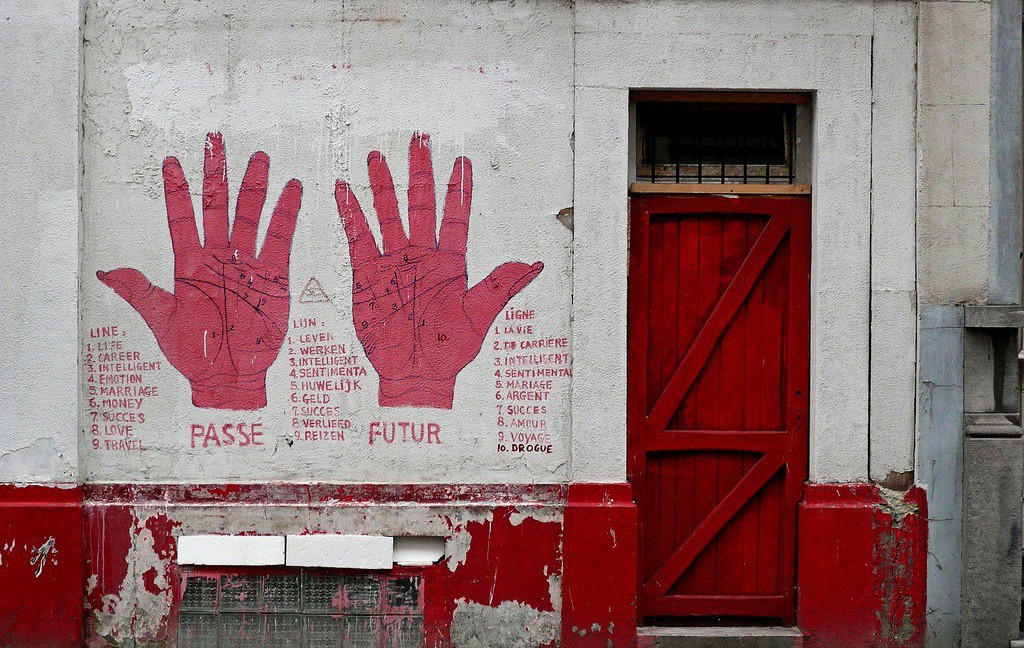 LINE:
1. LIFE
2. CAREER
3. INTELLIGENT
4. EMOTION
5. MARRIAGE
6. MONEY
7. SUCCES
8. LOVE
9. TRAVEL
PASSÉ
LIJN:
1. LEVEN
2. WERKEN
3. INTELLIGENT
4. SENTIMENTA
5. HUWELIJK
6. GELD
7. SUCCES
8. VERLIEFD
9. REIZEN
FUTUR
LIGNE
1. LA VIE
2. DE CARRIÈRE
3. INTELLIGENT
4. SENTIMENTAL
5. MARIAGE
6. ARGENT
7. SUCCES
8. AMOUR
9. VOYAGE
10. DROGUE